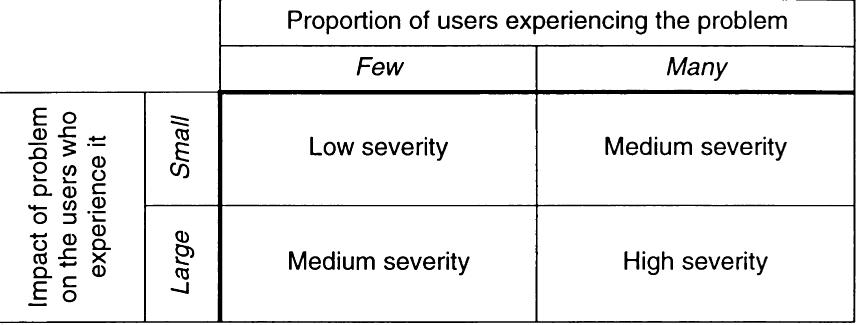 Proportion of users experiencing the problem
Few
Many
Impact of problem
on the users who
experience it
Small
Low severity
Medium severity
Large
Medium severity
High severity